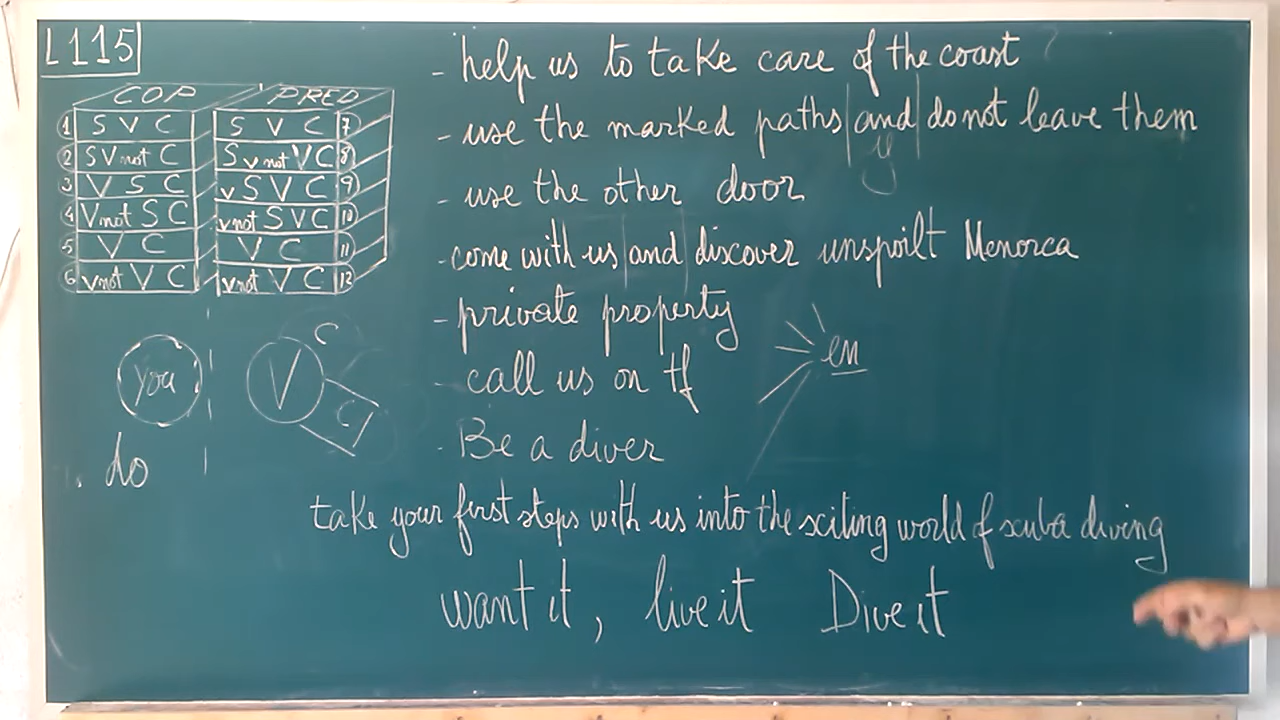 L115
COP PRED
1 S V C S V C 7
2 S V not C S v not V C 8
3 V S C v S V C 9
4 V not S C v not S V C 10
5 V C V C 11
6 v not V C v not V C 12
you V C C
. do
- help us to take care of the coast
- use the marked paths | and | do not leave them
y
- use the other door
- come with us | and | discover unspoilt Menorca
- private property
en
- call us on tf
- Be a diver
take your first steps with us into the xciting world of scuba diving
want it, live it Dive it